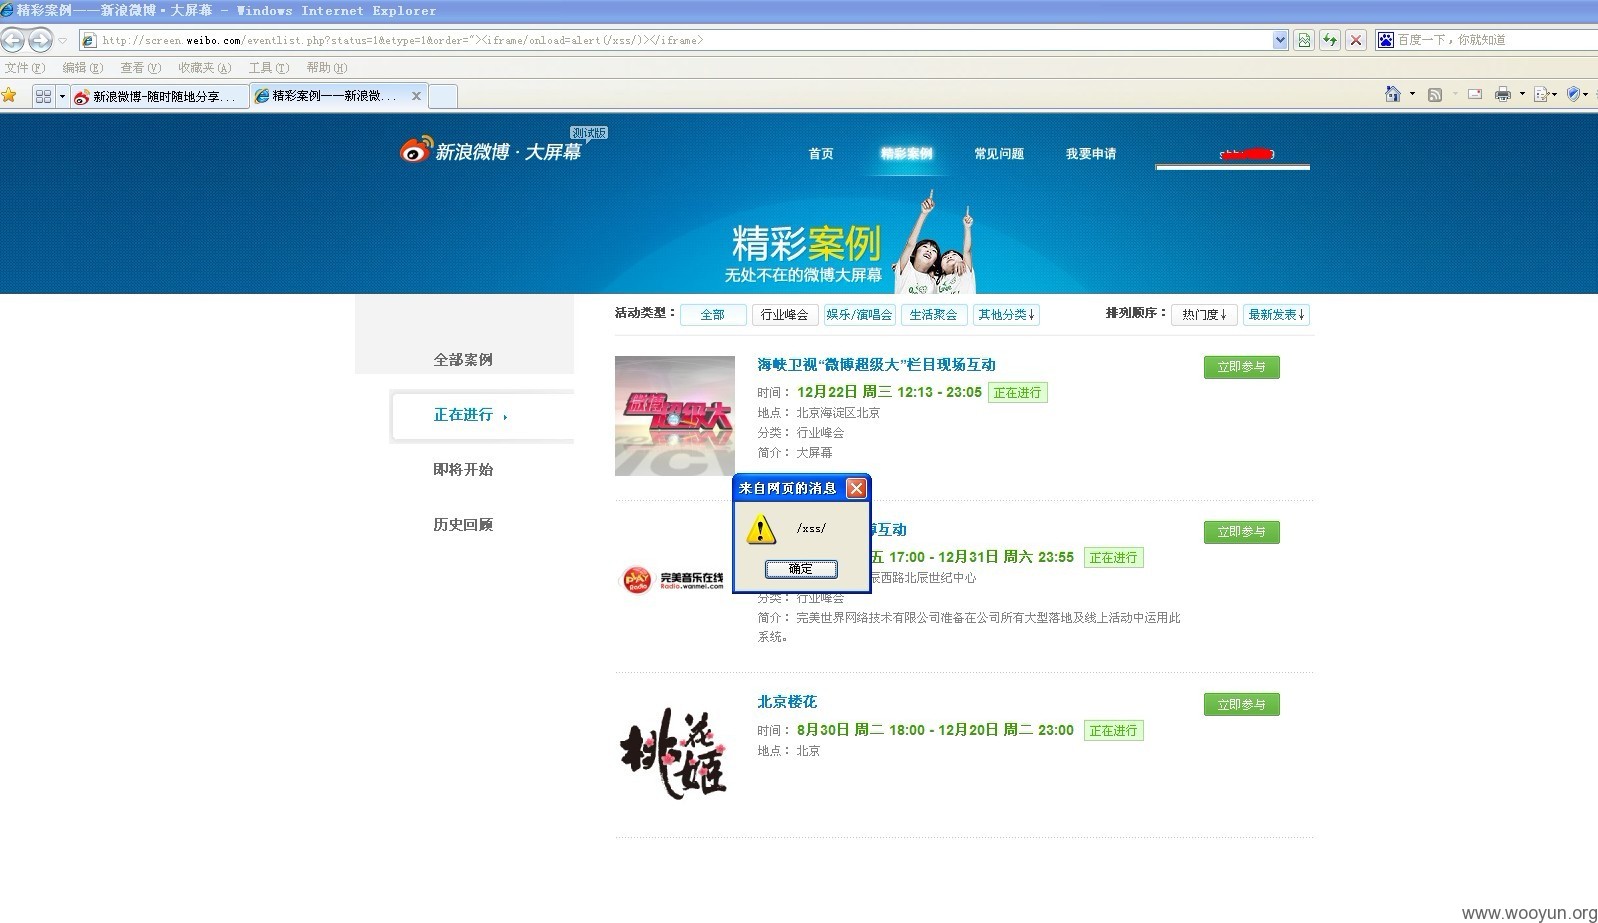 精彩案例——新浪微博·大屏幕 - Windows Internet Explorer
http://screen.weibo.com/eventlist.php?status=1&etype=1&order="><iframe/onload=alert(/xss/)></iframe>
百度一下，你就知道
文件(F) 编辑(E) 查看(V) 收藏夹(A) 工具(T) 帮助(H)
新浪微博-随时随地分享... 精彩案例——新浪微...
测试版
新浪微博·大屏幕
首页 精彩案例 常见问题 我要申请
精彩案例
无处不在的微博大屏幕
活动类型： 全部 行业峰会 娱乐/演唱会 生活聚会 其他分类↓ 排列顺序： 热门度↓ 最新发表↓
全部案例
正在进行
即将开始
历史回顾
微博超级大
海峡卫视“微博超级大”栏目现场互动
立即参与
时间： 12月22日 周三 12:13 - 23:05 正在进行
地点： 北京海淀区北京
分类： 行业峰会
简介： 大屏幕
来自网页的消息
/xss/
确定
博互动
立即参与
五 17:00 - 12月31日 周六 23:55 正在进行
辰西路北辰世纪中心
分类： 行业峰会
简介： 完美世界网络技术有限公司准备在公司所有大型落地及线上活动中运用此
系统。
PLAY
Radio
完美音乐在线
Radio.wanmei.com
桃花姬
北京楼花
立即参与
时间： 8月30日 周二 18:00 - 12月20日 周二 23:00 正在进行
地点： 北京
www.wooyun.org